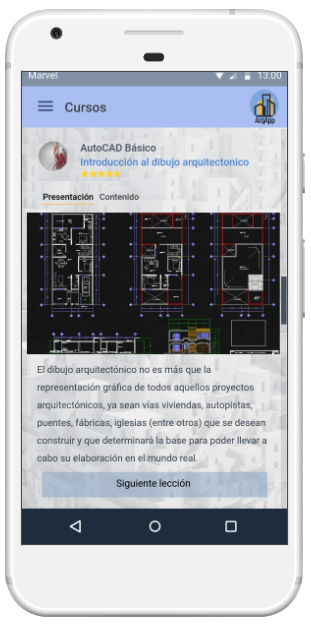 Marvel 13:00
Cursos
ArqApp
AutoCAD Básico
Introducción al dibujo arquitectonico
Presentación Contenido
El dibujo arquitectónico no es más que la
representación gráfica de todos aquellos proyectos
arquitectónicos, ya sean vías viviendas, autopistas,
puentes, fábricas, iglesias (entre otros) que se desean
construir y que determinará la base para poder llevar a
cabo su elaboración en el mundo real.
Siguiente lección